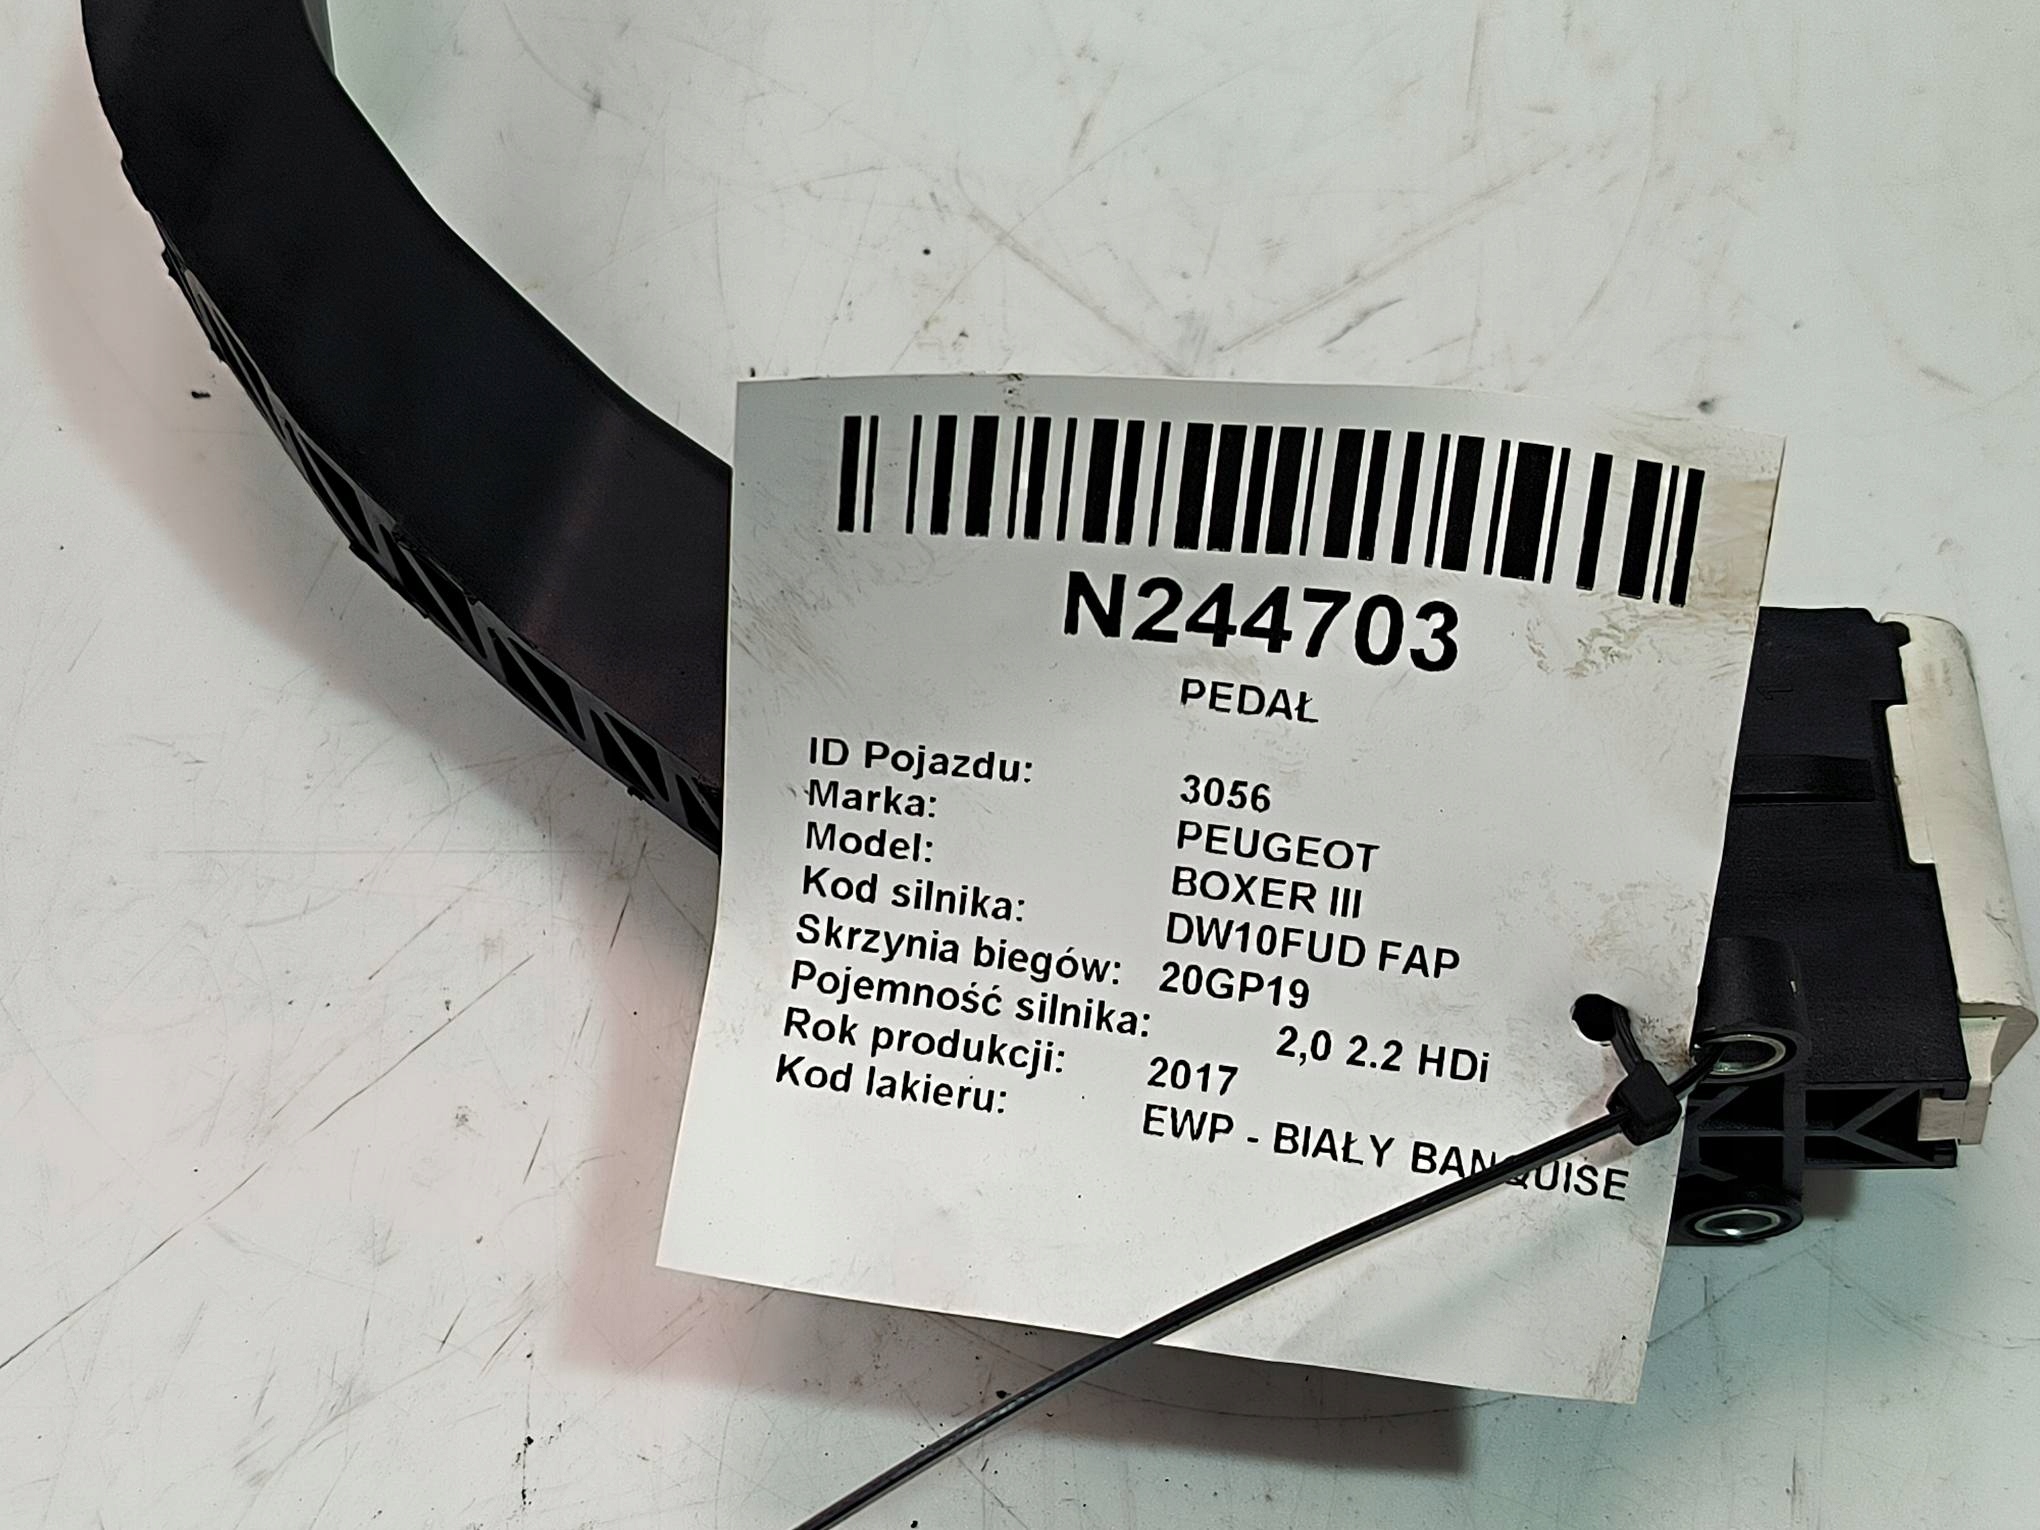 N244703
PEDAŁ
ID Pojazdu: 3056
Marka: PEUGEOT
Model: BOXER III
Kod silnika: DW10FUD FAP
Skrzynia biegów: 20GP19
Pojemność silnika: 2,0 2.2 HDi
Rok produkcji: 2017
Kod lakieru: EWP - BIAŁY BANQUISE